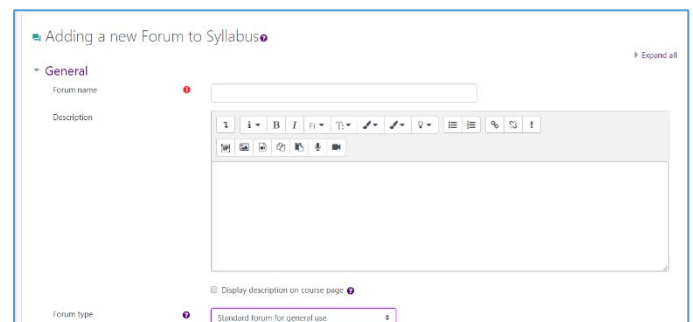 Adding a new Forum to Syllabus
Expand all
General
Forum name
Description
Display description on course page
Forum type
Standard forum for general use